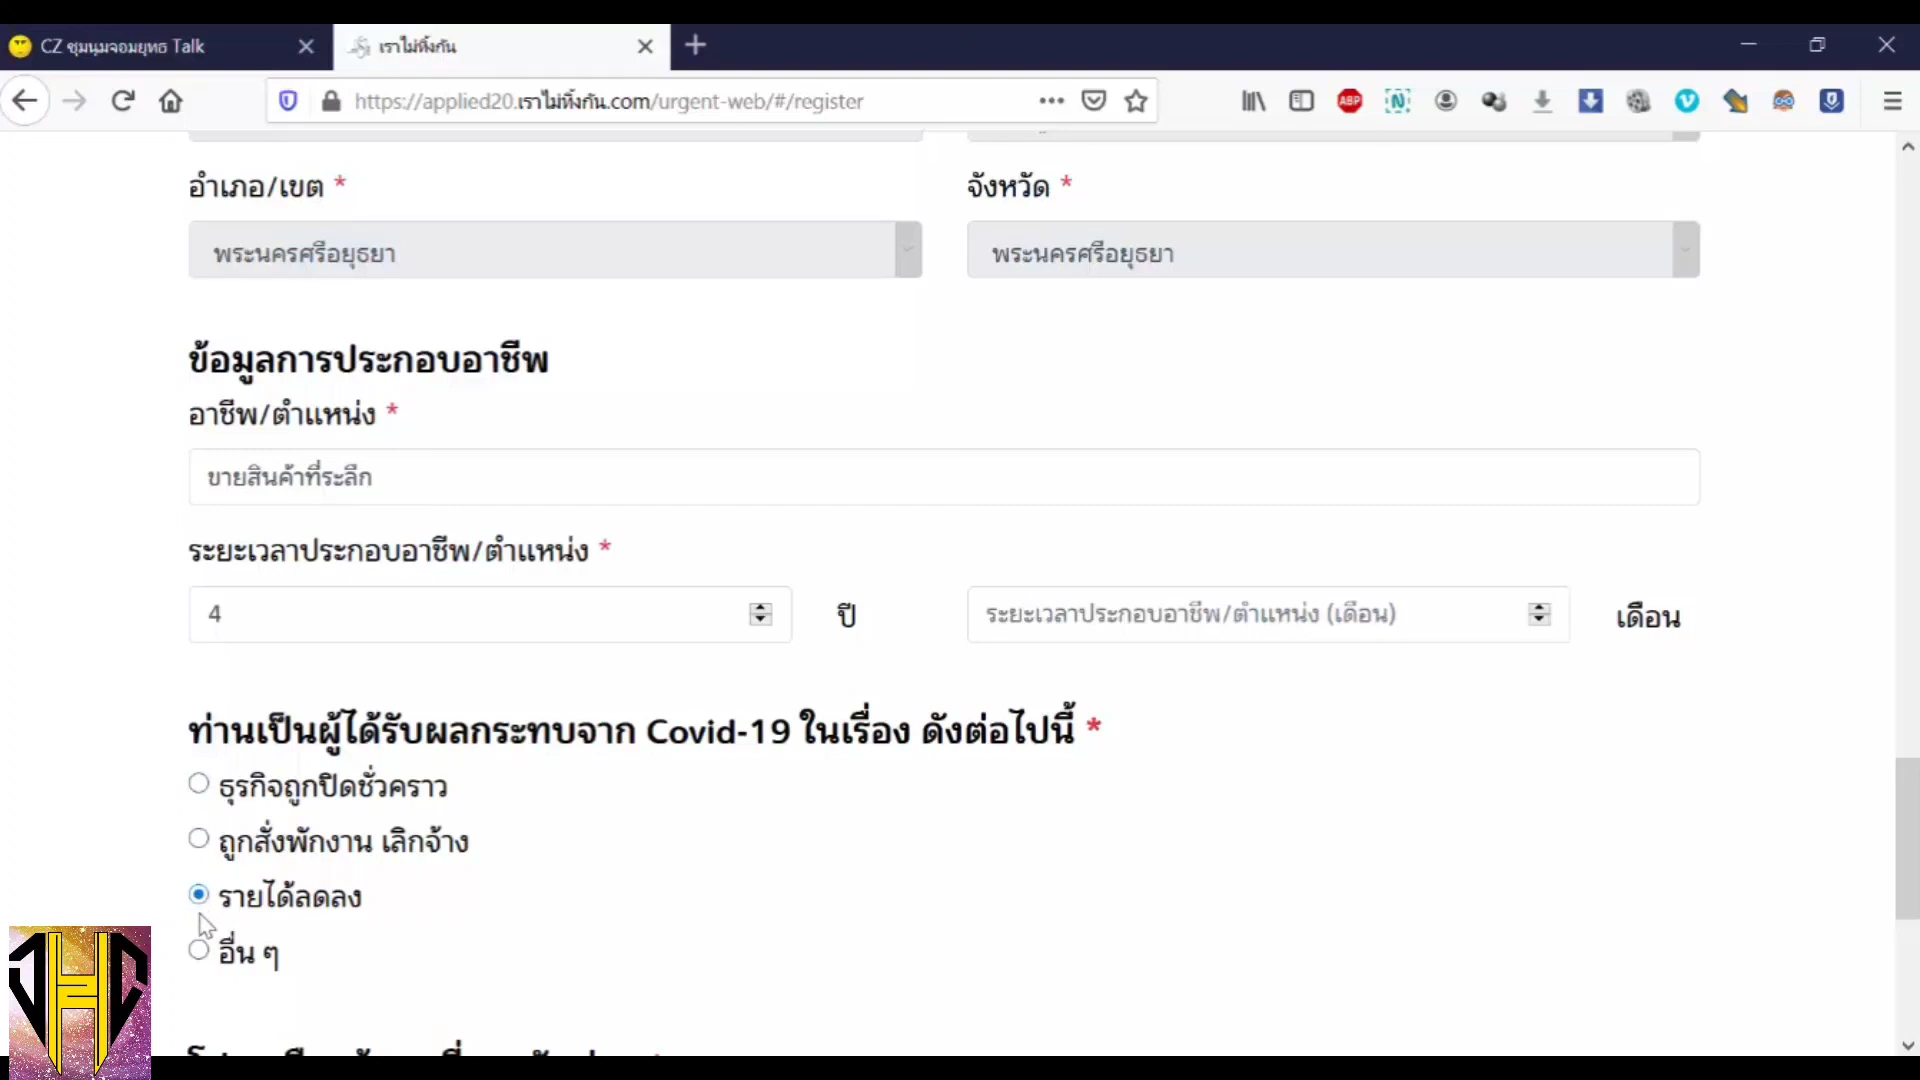 CZ ชุมนุมจอมยุทธ Talk
เราไม่ทิ้งกัน
https://applied20.เราไม่ทิ้งกัน.com/urgent-web/#/register
ABP
อำเภอ/เขต * จังหวัด *
พระนครศรีอยุธยา พระนครศรีอยุธยา
ข้อมูลการประกอบอาชีพ
อาชีพ/ตำแหน่ง *
ขายสินค้าที่ระลึก
ระยะเวลาประกอบอาชีพ/ตำแหน่ง *
4 ปี ระยะเวลาประกอบอาชีพ/ตำแหน่ง (เดือน) เดือน
ท่านเป็นผู้ได้รับผลกระทบจาก Covid-19 ในเรื่อง ดังต่อไปนี้ *
ธุรกิจถูกปิดชั่วคราว
ถูกสั่งพักงาน เลิกจ้าง
รายได้ลดลง
อื่น ๆ